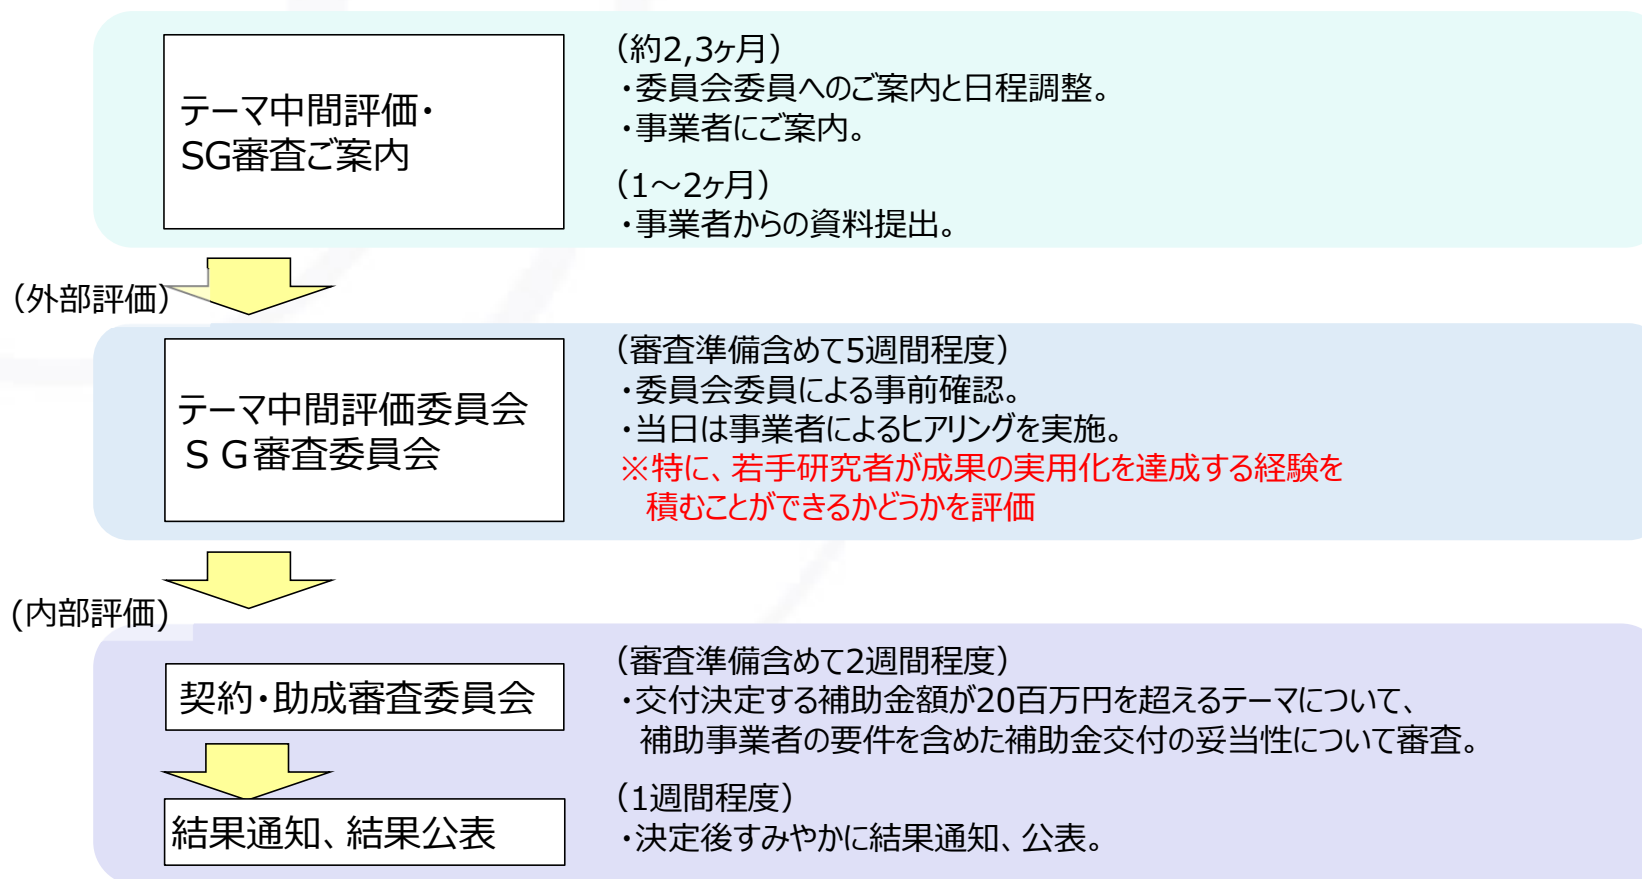 テーマ中間評価・
SG審査ご案内
（約2,3ヶ月）
・委員会委員へのご案内と日程調整。
・事業者にご案内。
（1～2ヶ月）
・事業者からの資料提出。
（外部評価）
テーマ中間評価委員会
ＳＧ審査委員会
（審査準備含めて5週間程度）
・委員会委員による事前確認。
・当日は事業者によるヒアリングを実施。
※特に、若手研究者が成果の実用化を達成する経験を
積むことができるかどうかを評価
(内部評価)
契約・助成審査委員会
（審査準備含めて2週間程度）
・交付決定する補助金額が20百万円を超えるテーマについて、
補助事業者の要件を含めた補助金交付の妥当性について審査。
結果通知、結果公表
（1週間程度）
・決定後すみやかに結果通知、公表。